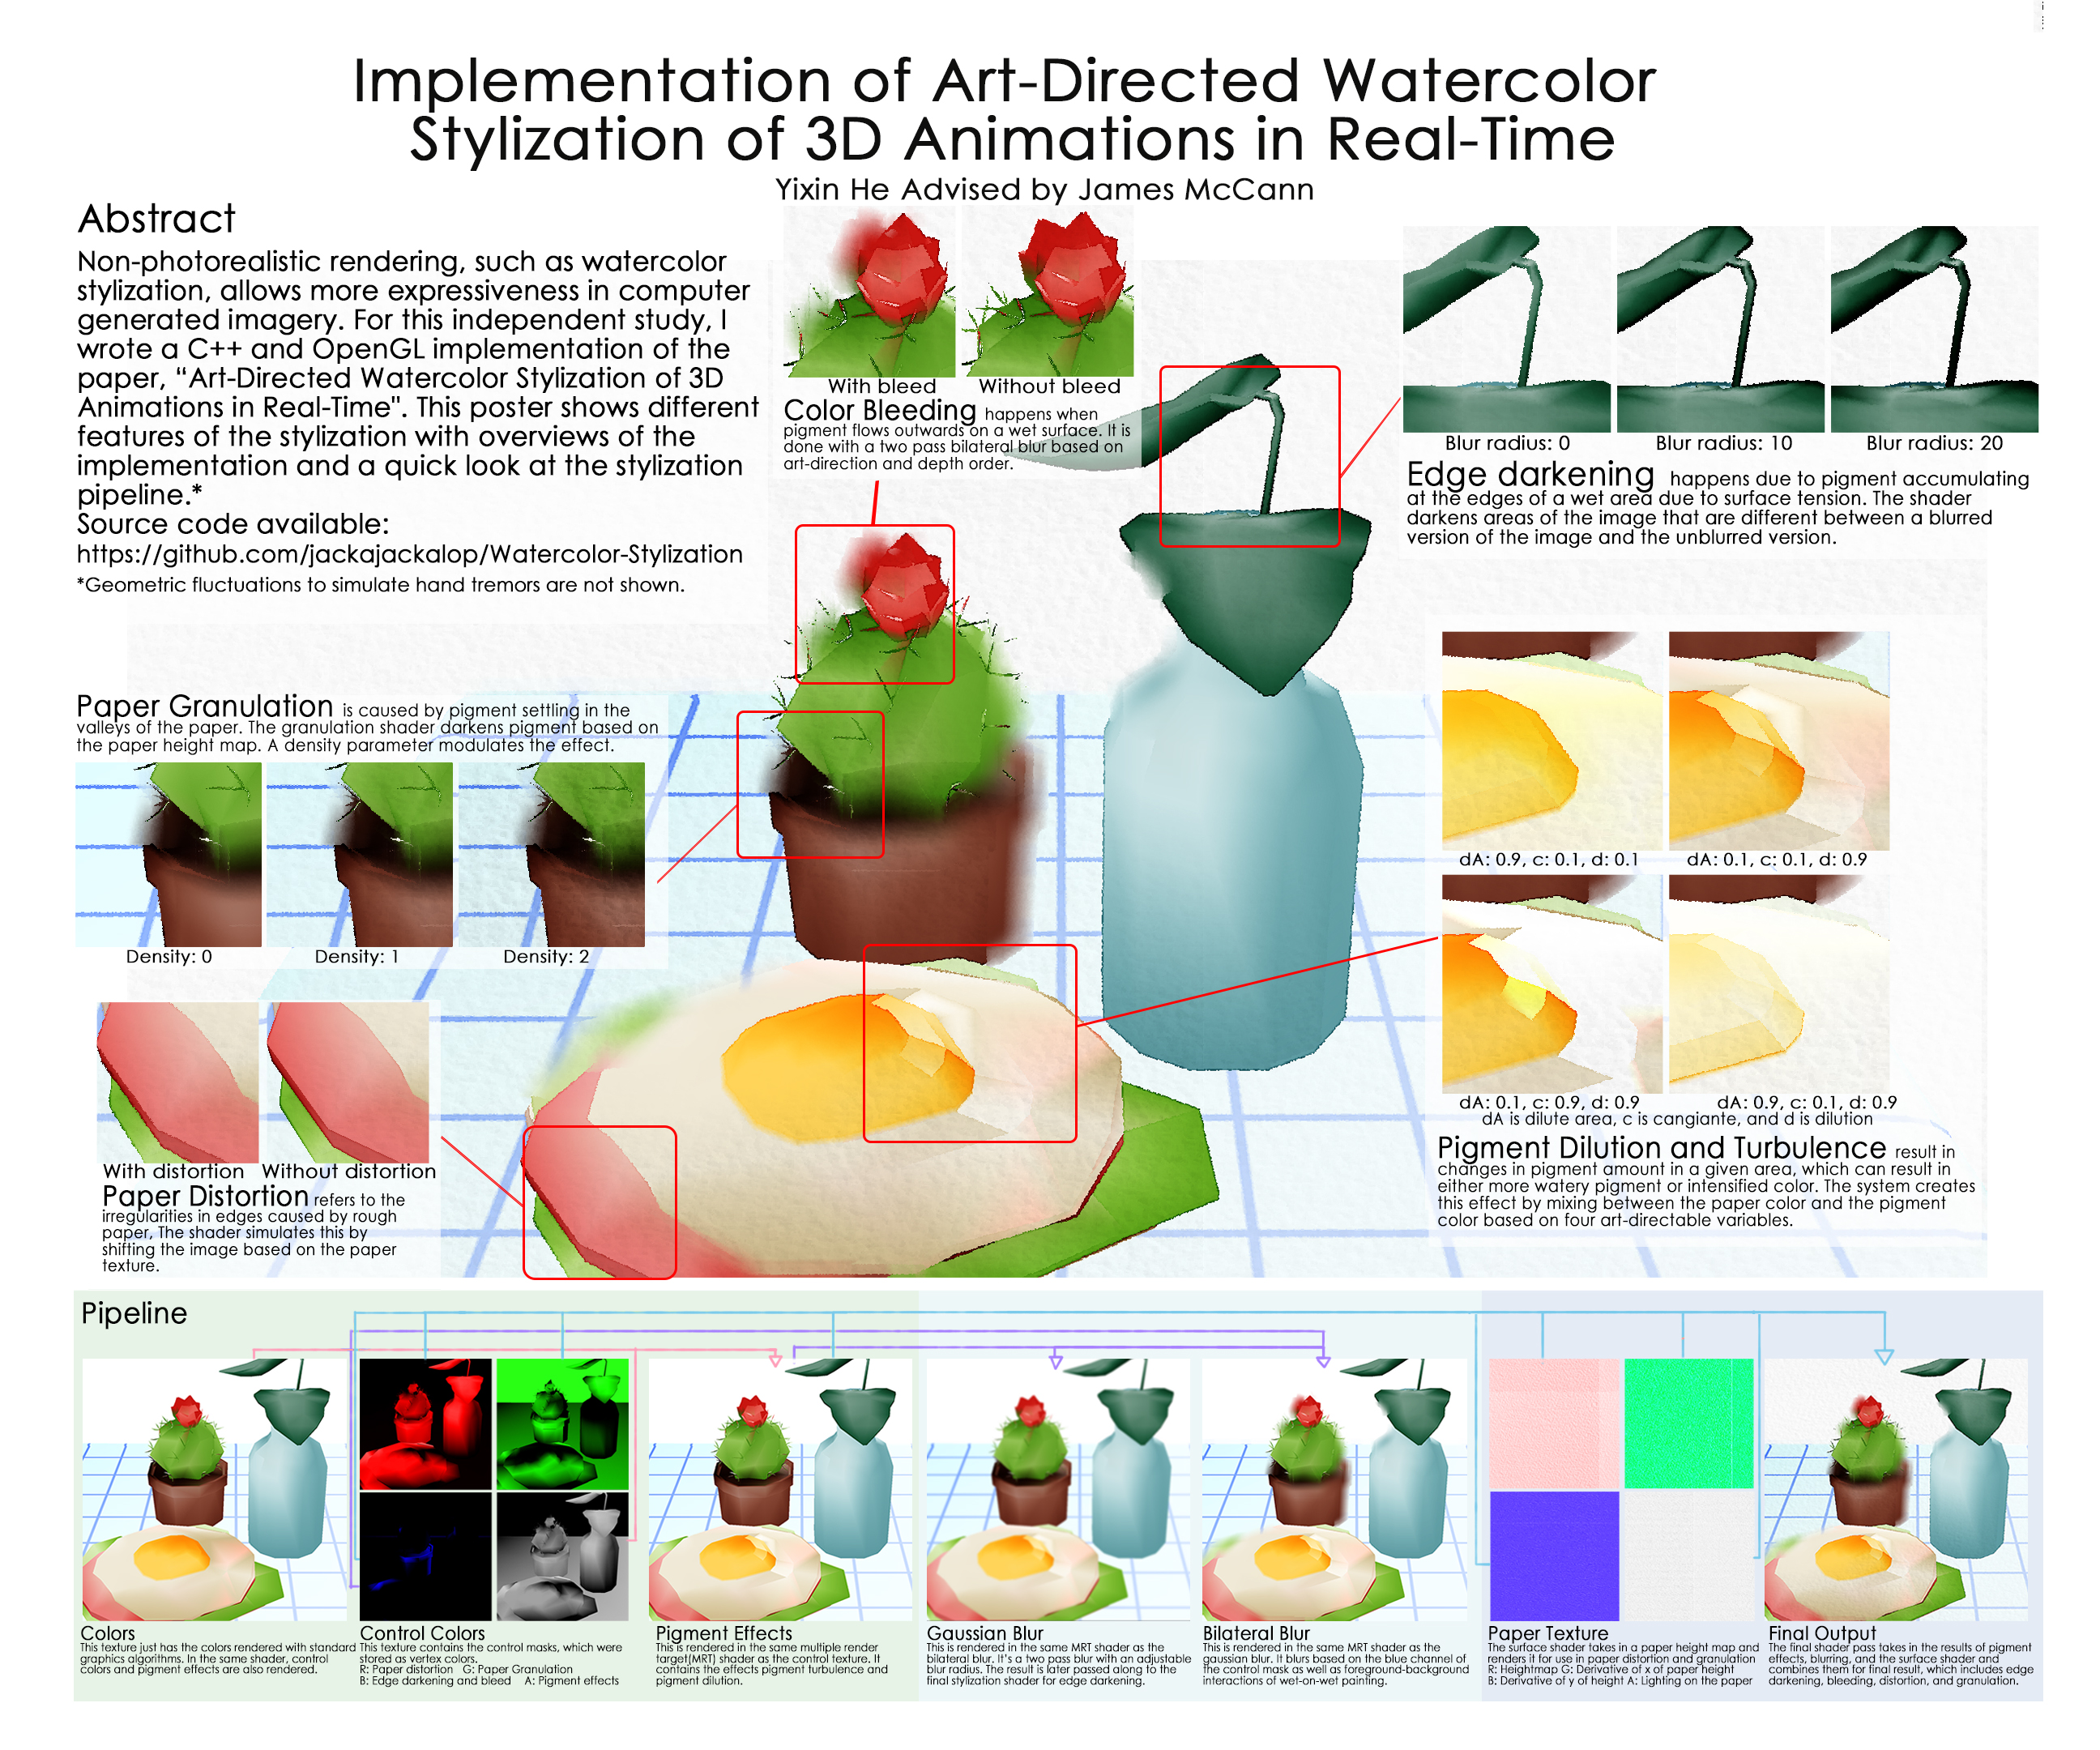 Implementation of Art-Directed Watercolor
Stylization of 3D Animations in Real-Time
Yixin He Advised by James McCann
Abstract
Non-photorealistic rendering, such as watercolor
stylization, allows more expressiveness in computer
generated imagery. For this independent study, I
wrote a C++ and OpenGL implementation of the
paper, “Art-Directed Watercolor Stylization of 3D
Animations in Real-Time". This poster shows different
features of the stylization with overviews of the
implementation and a quick look at the stylization
pipeline.*
Source code available:
https://github.com/jackajackalop/Watercolor-Stylization
*Geometric fluctuations to simulate hand tremors are not shown.
With bleed Without bleed
Color Bleeding happens when
pigment flows outwards on a wet surface. It is
done with a two pass bilateral blur based on
art-direction and depth order.
Blur radius: 0 Blur radius: 10 Blur radius: 20
Edge darkening happens due to pigment accumulating
at the edges of a wet area due to surface tension. The shader
darkens areas of the image that are different between a blurred
version of the image and the unblurred version.
Paper Granulation is caused by pigment settling in the
valleys of the paper. The granulation shader darkens pigment based on
the paper height map. A density parameter modulates the effect.
Density: 0 Density: 1 Density: 2
With distortion Without distortion
Paper Distortion refers to the
irregularities in edges caused by rough
paper, The shader simulates this by
shifting the image based on the paper
texture.
dA: 0.9, c: 0.1, d: 0.1 dA: 0.1, c: 0.1, d: 0.9
dA: 0.1, c: 0.9, d: 0.9 dA: 0.9, c: 0.1, d: 0.9
dA is dilute area, c is cangiante, and d is dilution
Pigment Dilution and Turbulence result in
changes in pigment amount in a given area, which can result in
either more watery pigment or intensified color. The system creates
this effect by mixing between the paper color and the pigment
color based on four art-directable variables.
Pipeline
Colors
This texture just has the colors rendered with standard
graphics algorithms. In the same shader, control
colors and pigment effects are also rendered.
Control Colors
This texture contains the control masks, which were
stored as vertex colors.
R: Paper distortion G: Paper Granulation
B: Edge darkening and bleed A: Pigment effects
Pigment Effects
This is rendered in the same multiple render
target(MRT) shader as the control texture. It
contains the effects pigment turbulence and
pigment dilution.
Gaussian Blur
This is rendered in the same MRT shader as the
bilateral blur. It's a two pass blur with an adjustable
blur radius. The result is later passed along to the
final stylization shader for edge darkening.
Bilateral Blur
This is rendered in the same MRT shader as the
gaussian blur. It blurs based on the blue channel of
the control mask as well as foreground-background
interactions of wet-on-wet painting.
Paper Texture
The surface shader takes in a paper height map and
renders it for use in paper distortion and granulation
R: Heightmap G: Derivative of x of paper height
B: Derivative of y of height A: Lighting on the paper
Final Output
The final shader pass takes in the results of pigment
effects, blurring, and the surface shader and
combines them for final result, which includes edge
darkening, bleeding, distortion, and granulation.